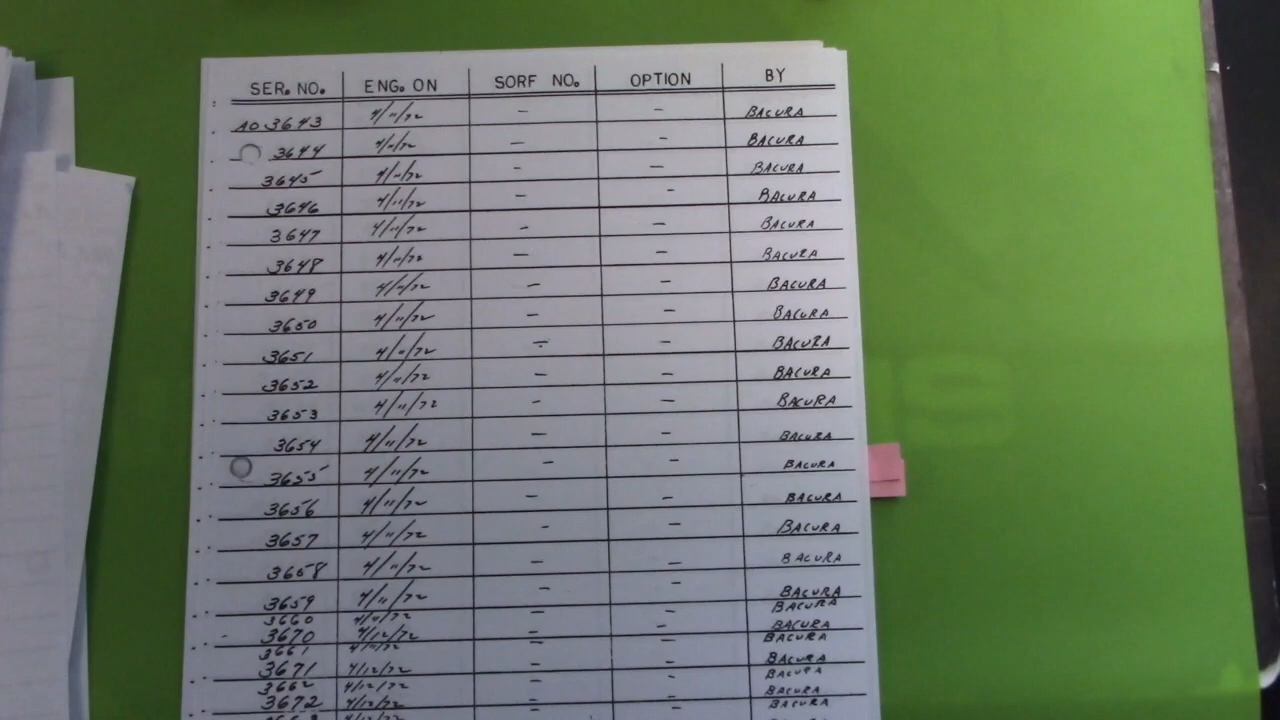 SER. NO. ENG. ON SORF NO. OPTION BY
AO 3643 4/11/72 - - BACURA
3644 4/11/72 - - BACURA
3645 4/11/72 - - BACURA
3646 4/11/72 - - BACURA
3647 4/11/72 - - BACURA
3648 4/11/72 - - BACURA
3649 4/11/72 - - BACURA
3650 4/11/72 - - BACURA
3651 4/11/72 - - BACURA
3652 4/11/72 - - BACURA
3653 4/11/72 - - BACURA
3654 4/11/72 - - BACURA
3655 4/11/72 - - BACURA
3656 4/11/72 - - BACURA
3657 4/11/72 - - BACURA
3658 4/11/72 - - BACURA
3659 4/11/72 - - BACURA
3660 4/11/72 - - BACURA
3670 4/12/72 - - BACURA
3661 - - BACURA
3671 4/12/72 - - BACURA
3662 4/12/72 - - BACURA
3672 4/12/72 - - BACURA
4/12/72 - BACURA